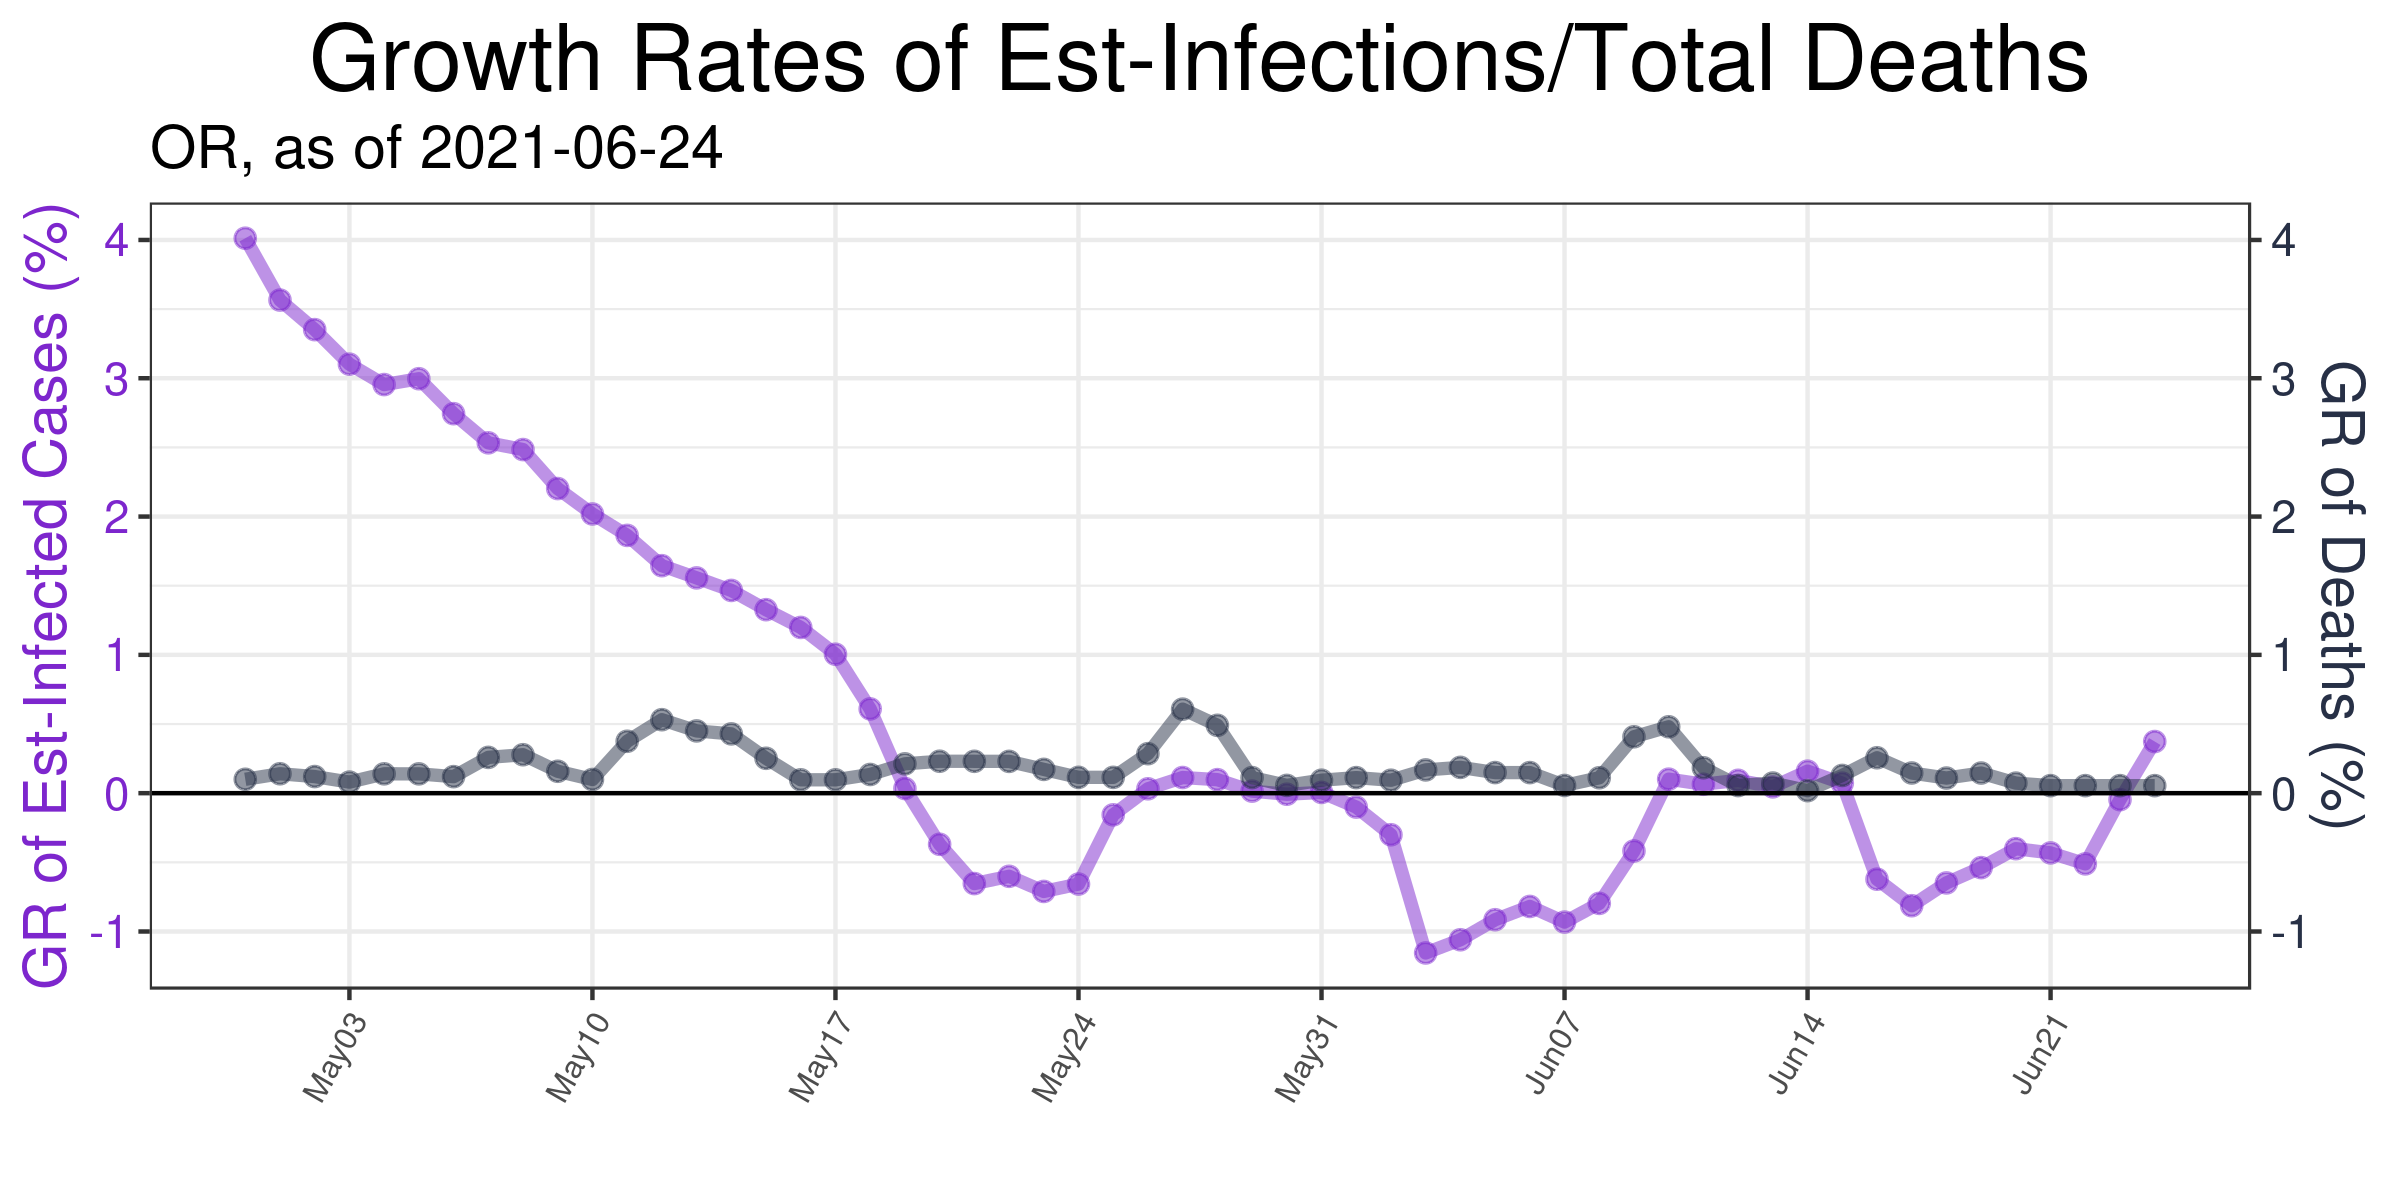 Growth Rates of Est-Infections/Total Deaths
OR, as of 2021-06-24
GR of Est-Infected Cases (%)
4
3
2
1
0
-1
4
3
2
1
0
-1
GR of Deaths (%)
May03
May10
May17
May24
May31
Jun07
Jun14
Jun21